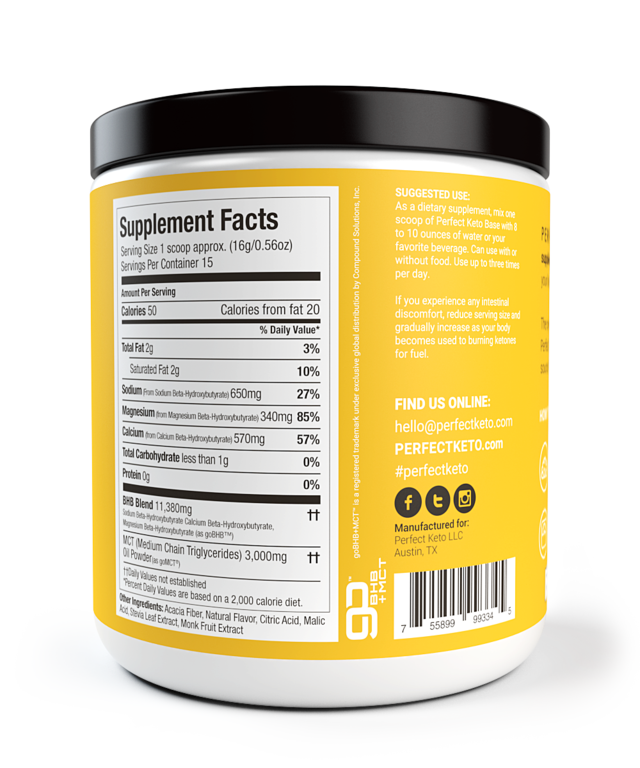 Supplement Facts
Serving Size 1 scoop approx. (16g/0.56oz)
Servings Per Container 15
Amount Per Serving
Calories 50 Calories from fat 20
% Daily Value*
Total Fat 2g 3%
Saturated Fat 2g 10%
Sodium (From Sodium Beta-Hydroxybutyrate) 650mg 27%
Magnesium (from Magnesium Beta-Hydroxybutyrate) 340mg 85%
Calcium (from Calcium Beta-Hydroxybutyrate) 570mg 57%
Total Carbohydrate less than 1g 0%
Protein 0g 0%
BHB Blend 11,380mg ††
Sodium Beta-Hydroxybutyrate Calcium Beta-Hydroxybutyrate,
Magnesium Beta-Hydroxybutyrate (as goBHB™)
MCT (Medium Chain Triglycerides) 3,000mg ††
Oil Powder (as goMCT®)
††Daily Values not established
*Percent Daily Values are based on a 2,000 calorie diet.
Other Ingredients: Acacia Fiber, Natural Flavor, Citric Acid, Malic
Acid, Stevia Leaf Extract, Monk Fruit Extract
goBHB+MCT™ is a registered trademark under exclusive global distribution by Compound Solutions, Inc.
go™
BHB
+MCT
SUGGESTED USE:
As a dietary supplement, mix one
scoop of Perfect Keto Base with 8
to 10 ounces of water or your
favorite beverage. Can use with or
without food. Use up to three times
per day.
If you experience any intestinal
discomfort, reduce serving size and
gradually increase as your body
becomes used to burning ketones
for fuel.
FIND US ONLINE:
hello@perfectketo.com
PERFECTKETO.com
#perfectketo
Manufactured for:
Perfect Keto LLC
Austin, TX
7 55899 99334 5